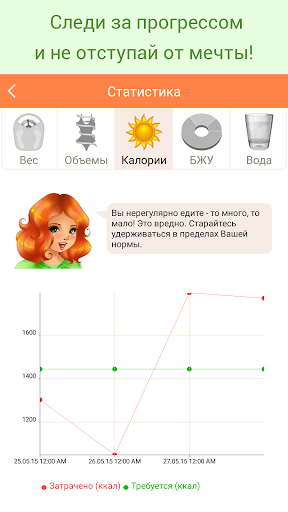 Следи за прогрессом
и не отступай от мечты!
Статистика
Вес
Объемы
Калории
БЖУ
Вода
Вы нерегулярно едите - то много, то
мало! Это вредно. Старайтесь
удерживаться в пределах Вашей
нормы.
1600
1400
1200
25.05.15 12:00 AM
26.05.15 12:00 AM
27.05.15 12:00 AM
Затрачено (ккал)
Требуется (ккал)